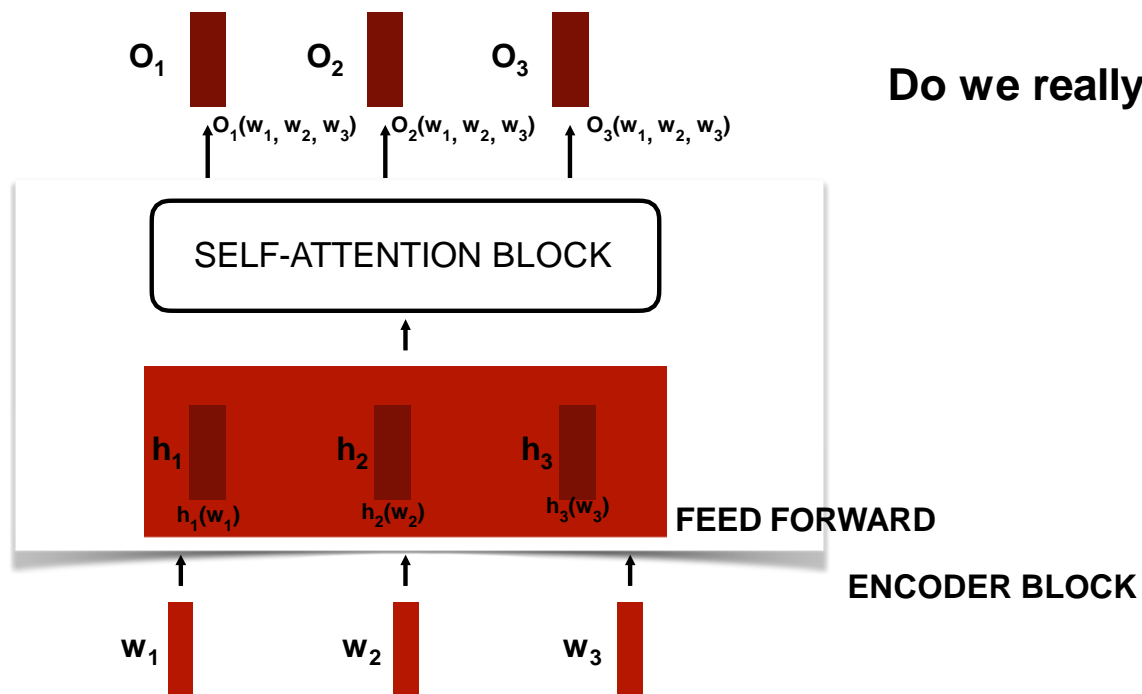 O₁ O₂ O₃
Do we really
O₁(w₁, w₂, w₃) O₂(w₁, w₂, w₃) O₃(w₁, w₂, w₃)
SELF-ATTENTION BLOCK
h₁ h₂ h₃
h₁(w₁) h₂(w₂) h₃(w₃)
FEED FORWARD
ENCODER BLOCK
w₁ w₂ w₃